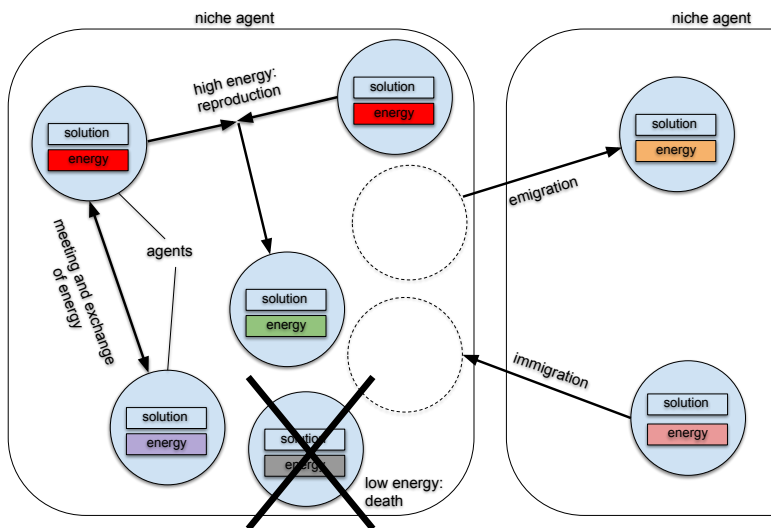 niche agent
niche agent
high energy:
reproduction
solution
energy
solution
energy
solution
energy
emigration
agents
meeting and exchange
of energy
solution
energy
immigration
solution
energy
solution
energy
solution
energy
low energy:
death